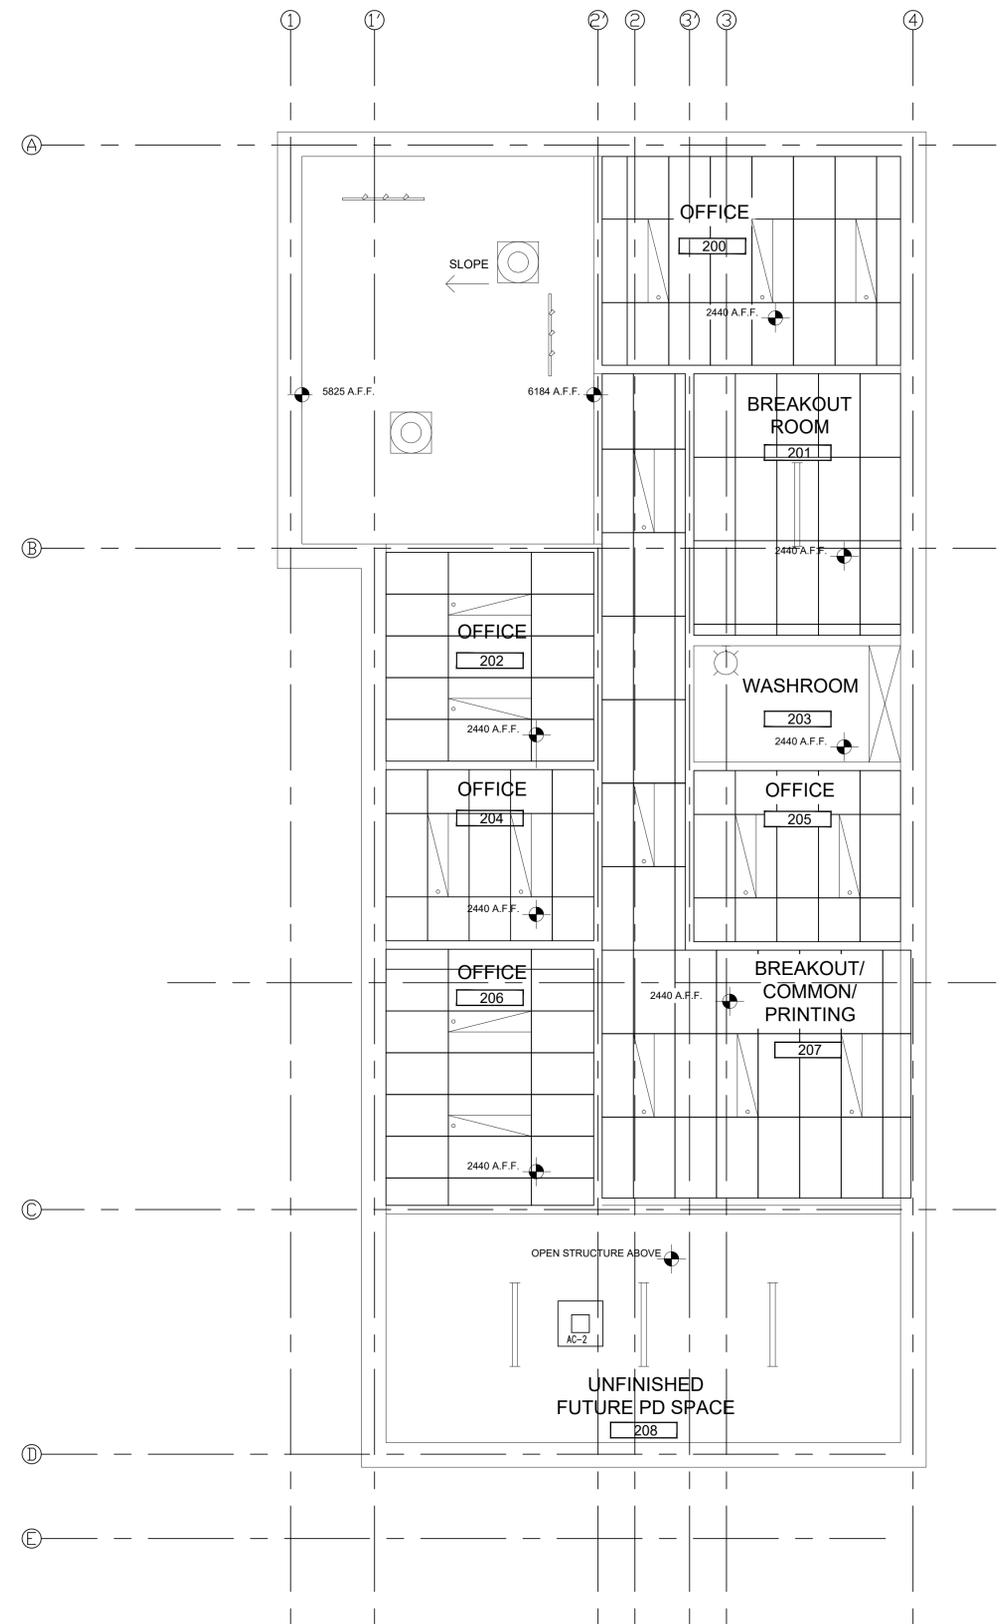 1
1'
2'
2
3'
3
4
A
OFFICE
200
SLOPE
2440 A.F.F.
5825 A.F.F.
6184 A.F.F.
BREAKOUT
ROOM
201
B
2440 A.F.F.
OFFICE
202
2440 A.F.F.
WASHROOM
203
2440 A.F.F.
OFFICE
204
2440 A.F.F.
OFFICE
205
OFFICE
206
2440 A.F.F.
BREAKOUT/
COMMON/
PRINTING
207
2440 A.F.F.
C
OPEN STRUCTURE ABOVE
AC-2
UNFINISHED
FUTURE PD SPACE
208
D
E